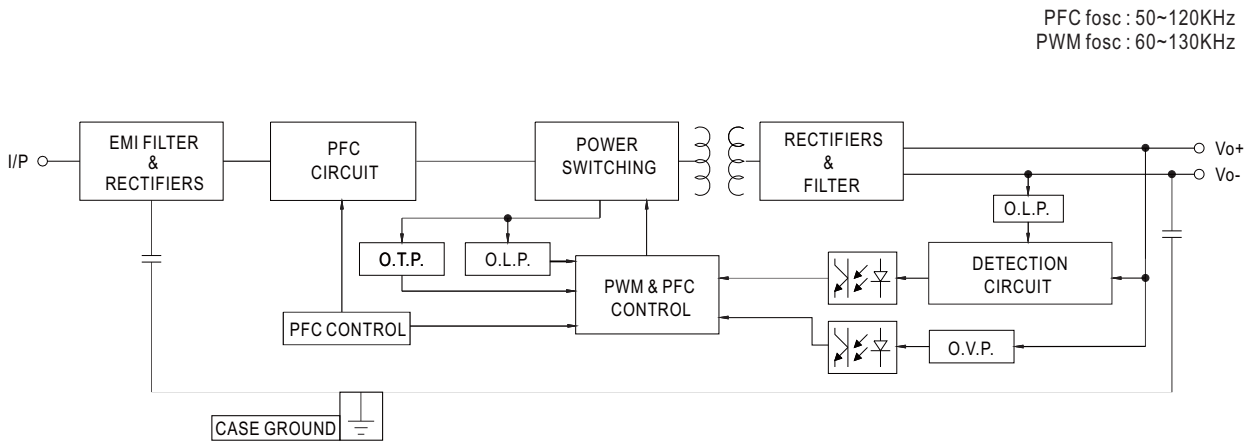 PFC fosc : 50~120KHz
PWM fosc : 60~130KHz
I/P
EMI FILTER
&
RECTIFIERS
PFC
CIRCUIT
POWER
SWITCHING
RECTIFIERS
&
FILTER
Vo+
Vo-
O.L.P.
O.T.P.
O.L.P.
DETECTION
CIRCUIT
PWM & PFC
CONTROL
PFC CONTROL
O.V.P.
CASE GROUND